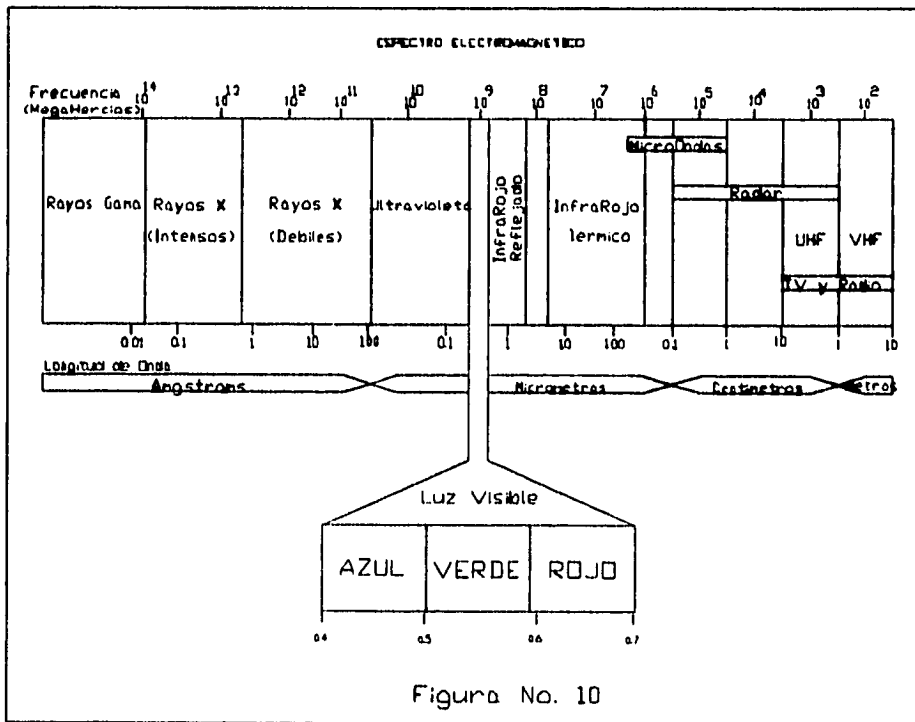 ESPECTRO ELECTROMAGNETICO
Frecuencia
(MegaHercios)
10^14 10^13 10^12 10^11 10^10 10^9 10^8 10^7 10^6 10^5 10^4 10^3 10^2
MicroOndas
Radar
Rayos Gama
Rayos X
(Intensos)
Rayos X
(Debiles)
Ultravioleta
InfraRojo
Reflejado
InfraRojo
Termico
UHF
VHF
TV y Radio
0.01 0.1 1 10 100 0.1 1 10 100 0.1 1 10 1 10
Longitud de Onda
Angstroms
Micrometros
Centimetros
Metros
Luz Visible
AZUL
VERDE
ROJO
0.4 0.5 0.6 0.7
Figura No. 10